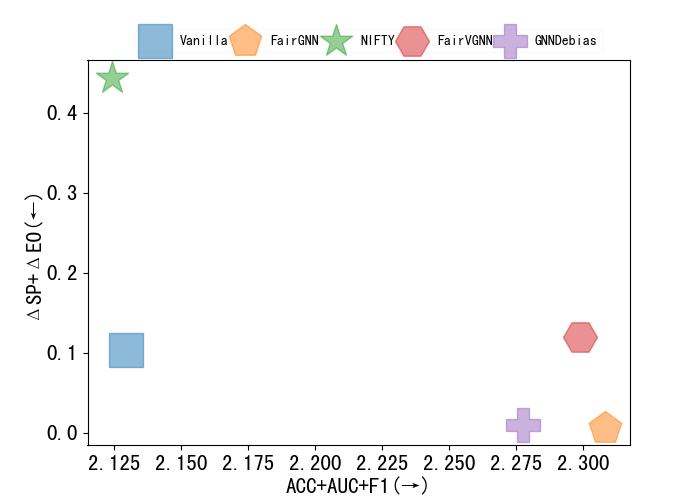 Vanilla FairGNN NIFTY FairVGNN GNNDebias
0.4
0.3
0.2
0.1
0.0
ΔSP+ΔEO(←)
2.125 2.150 2.175 2.200 2.225 2.250 2.275 2.300
ACC+AUC+F1(→)